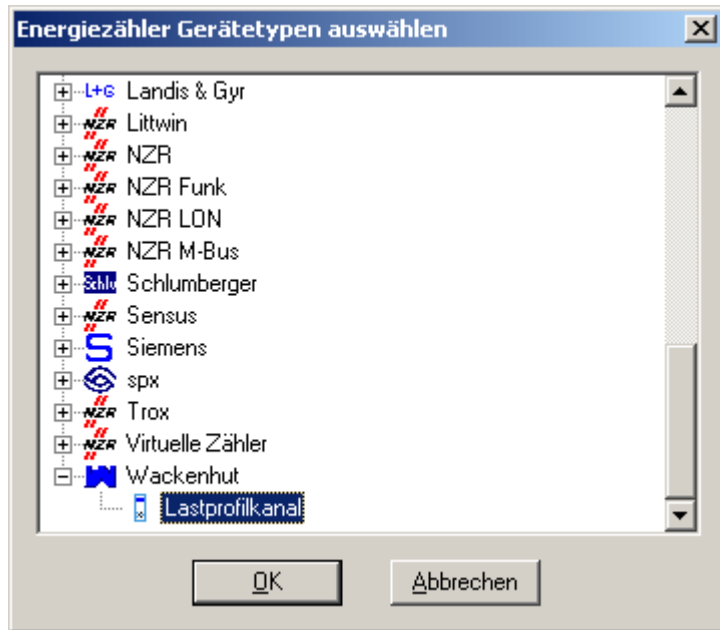 Energiezähler Gerätetypen auswählen
L+G Landis & Gyr
NZR Littwin
NZR NZR
NZR NZR Funk
NZR NZR LON
NZR NZR M-Bus
Schlu Schlumberger
NZR Sensus
S Siemens
spx
NZR Trox
NZR Virtuelle Zähler
W Wackenhut
Lastprofilkanal
OK Abbrechen